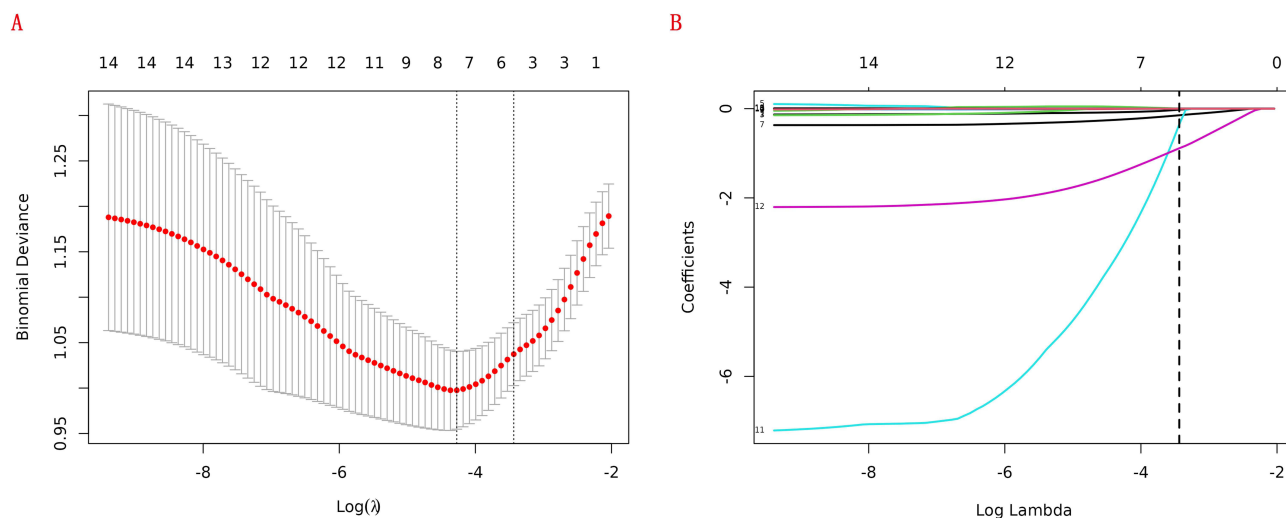 A
14 14 14 13 12 12 12 11 9 8 7 6 3 3 1
Binomial Deviance
1.25
1.15
1.05
0.95
-8 -6 -4 -2
Log(λ)
B
14 12 7 0
Coefficients
0
-2
-4
-6
5
7
12
11
-8 -6 -4 -2
Log Lambda